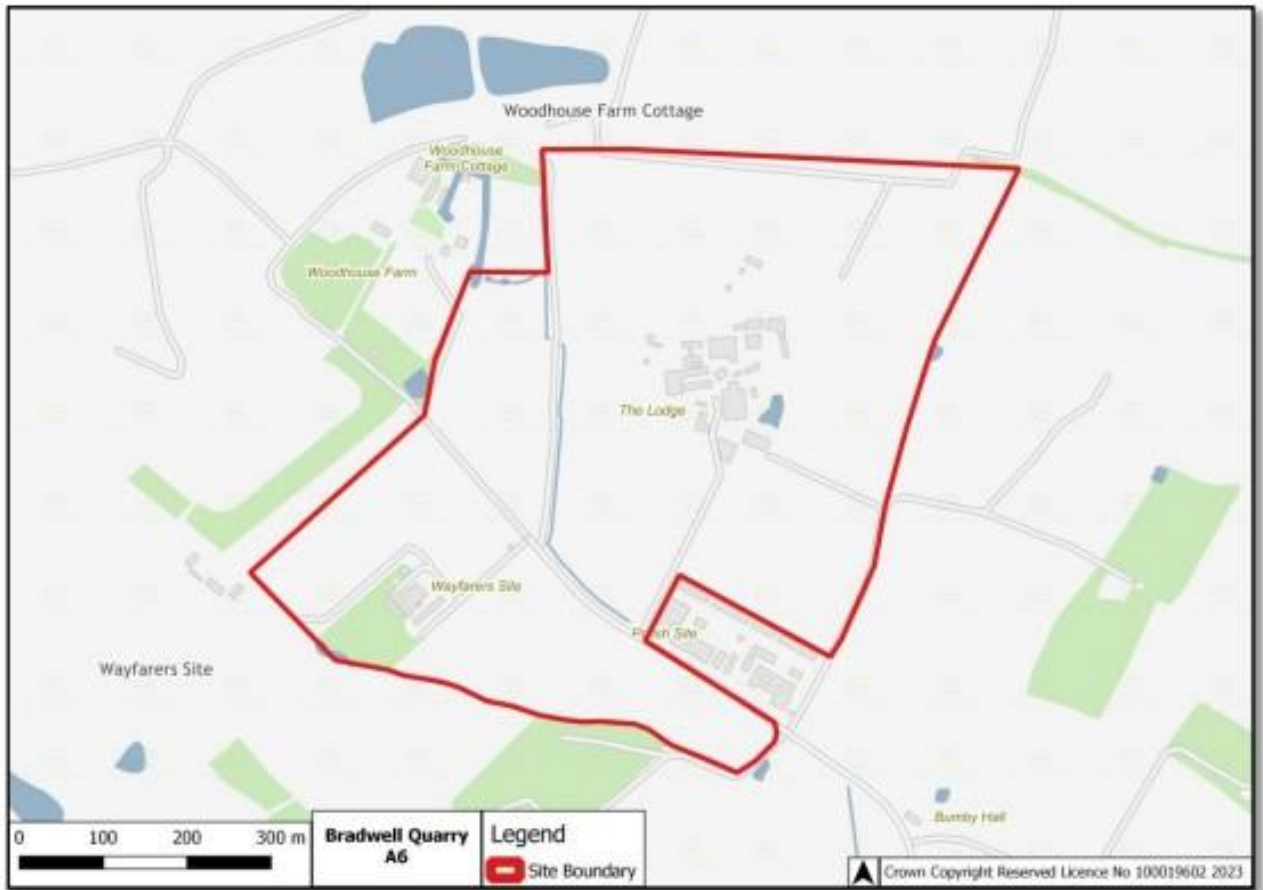 Woodhouse Farm Cottage
Woodhouse
Farm Cottage
Woodhouse Farm
The Lodge
Wayfarers Site
Wayfarers Site
Site
Bumby Hall
0 100 200 300 m
Bradwell Quarry
A6
Legend
Site Boundary
Crown Copyright Reserved Licence No 100019602 2023